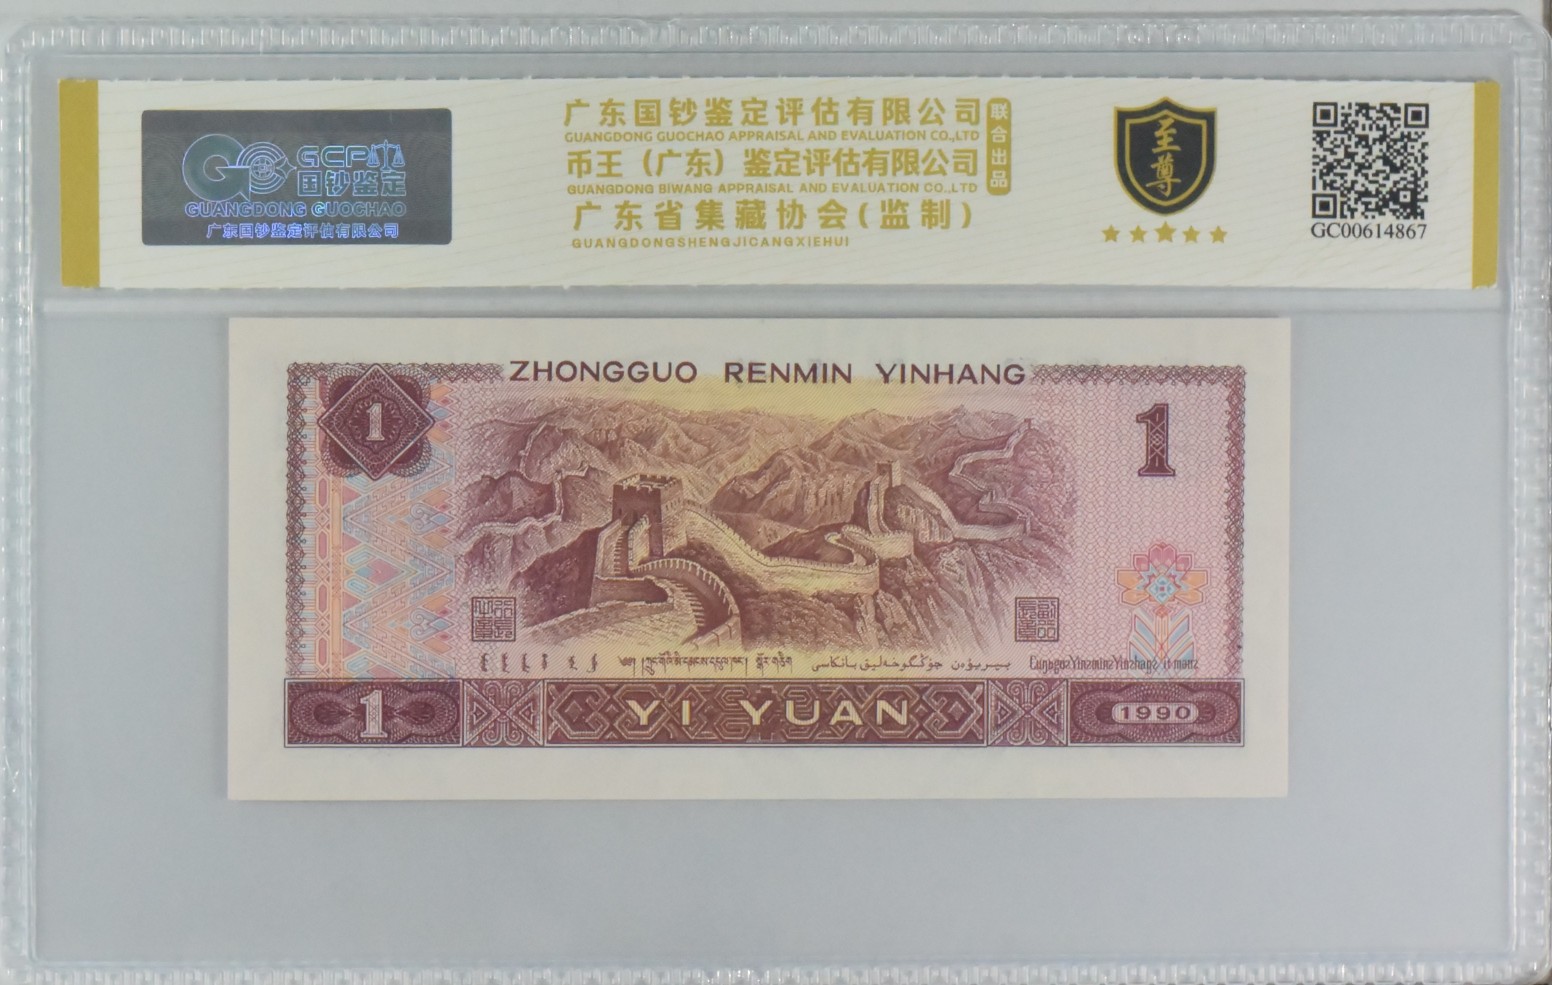 GCP
国钞鉴定
GUANGDONG GUOCHAO
广东国钞鉴定评估有限公司
广东国钞鉴定评估有限公司
GUANGDONG GUOCHAO APPRAISAL AND EVALUATION CO.,LTD
币王（广东）鉴定评估有限公司
GUANGDONG BIWANG APPRAISAL AND EVALUATION CO.,LTD
广东省集藏协会(监制)
GUANGDONGSHENGJICANGXIEHUI
联合出品
至尊
GC00614867
ZHONGGUO RENMIN YINHANG
1
1
1
YI YUAN
1990